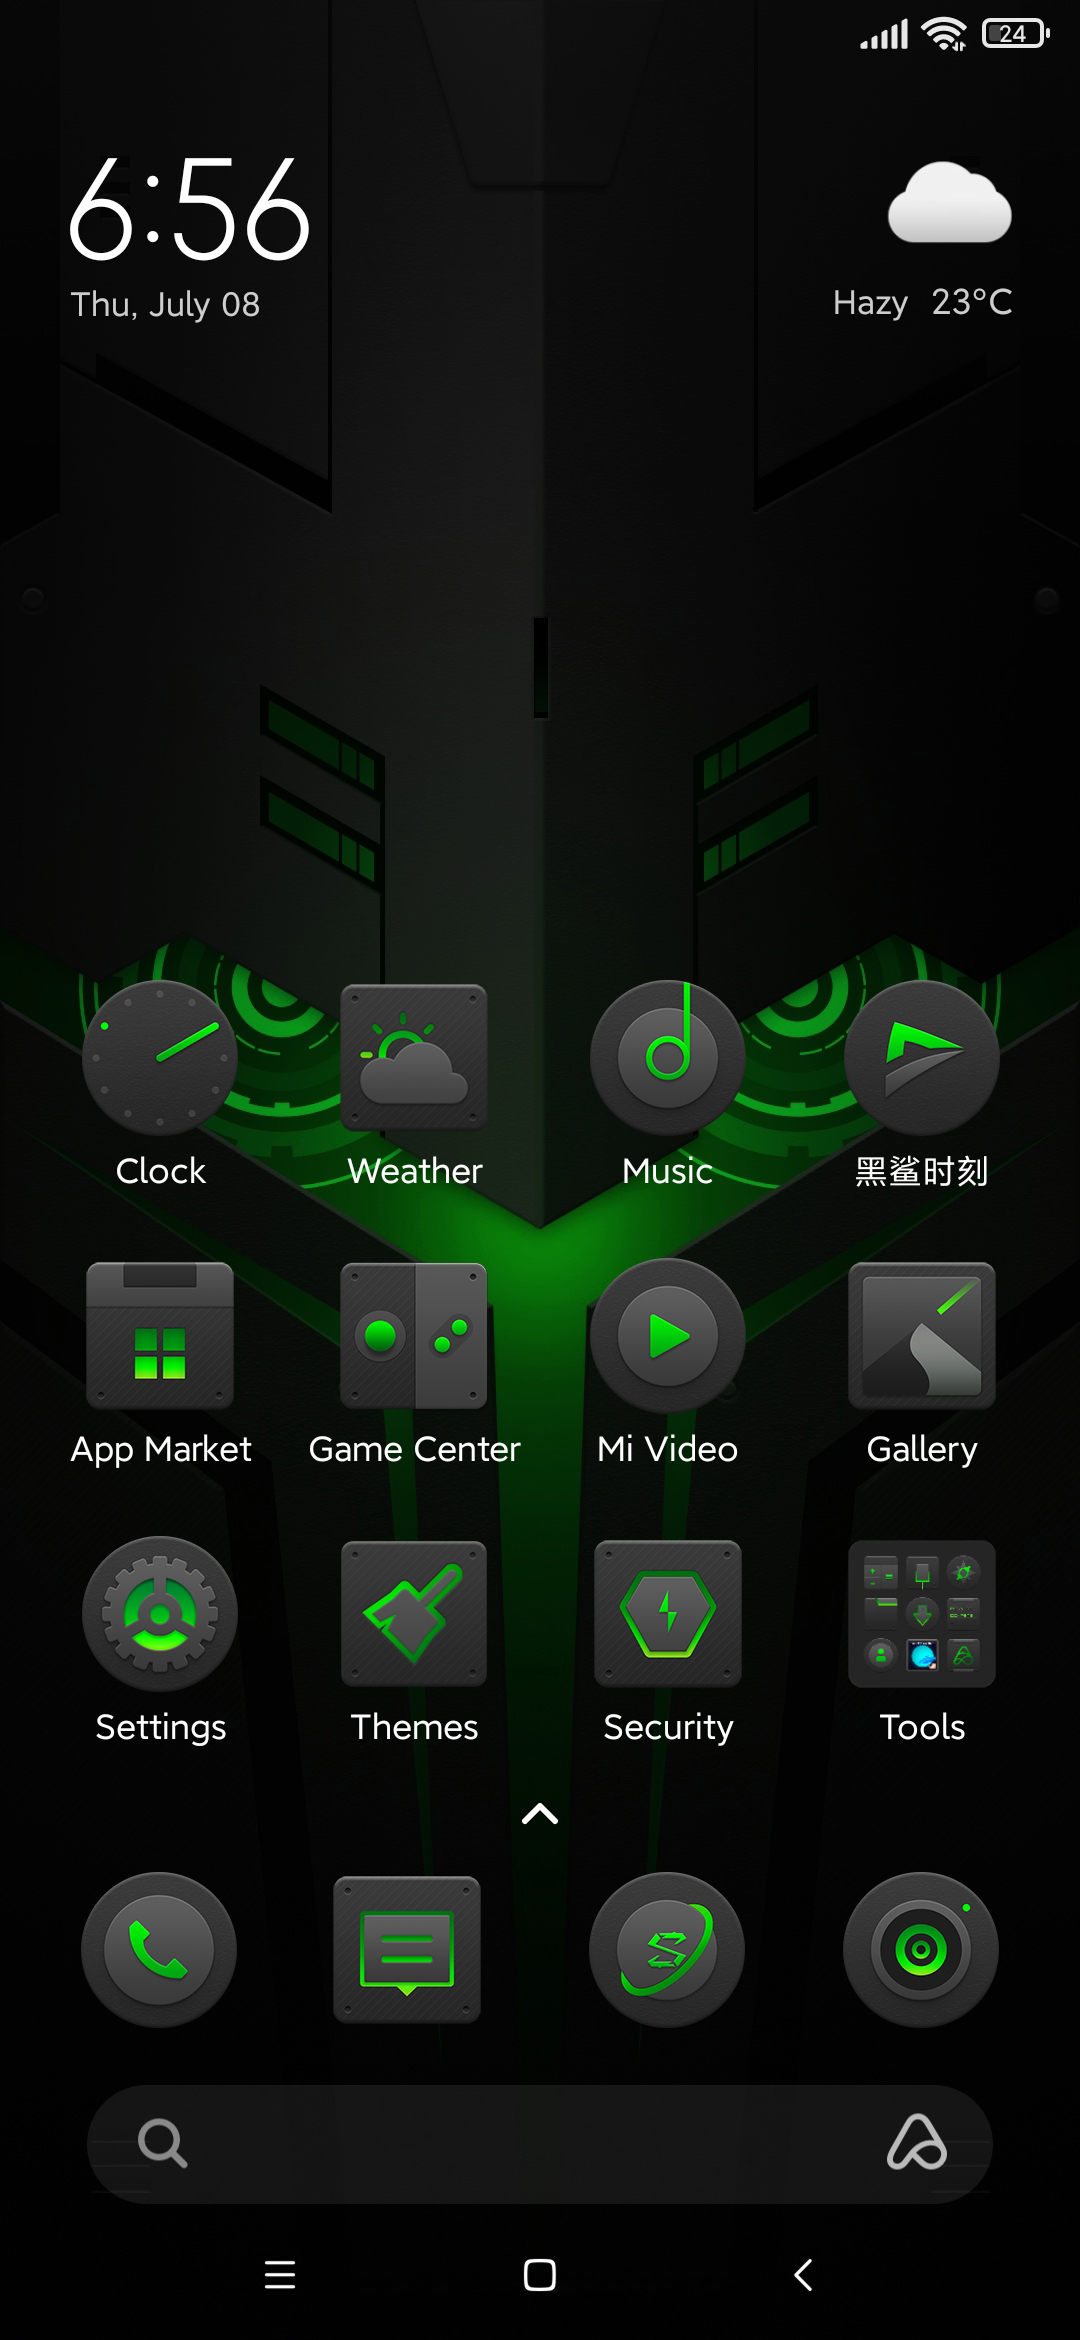 24
6:56
Thu, July 08
Hazy 23°C
Clock
Weather
Music
黑鲨时刻
App Market
Game Center
Mi Video
Gallery
Settings
Themes
Security
Tools